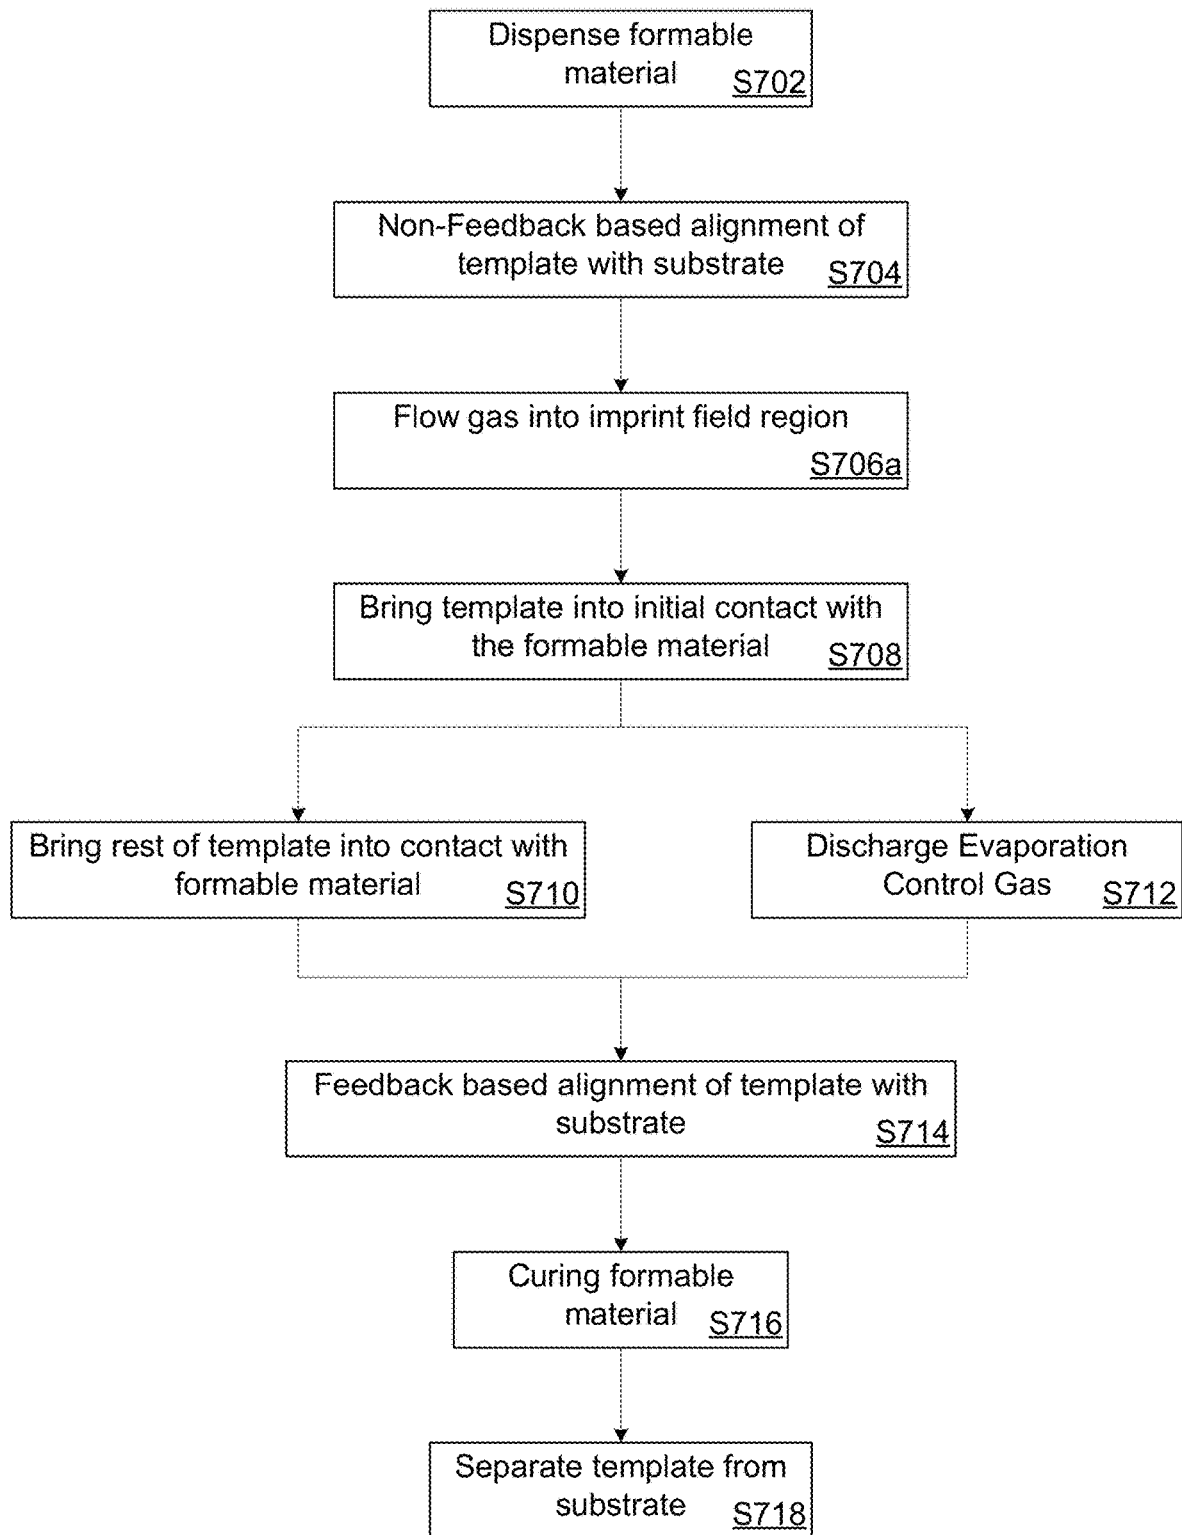 Dispense formable
material
S702
Non-Feedback based alignment of
template with substrate
S704
Flow gas into imprint field region
S706a
Bring template into initial contact with
the formable material
S708
Bring rest of template into contact with
formable material
S710
Discharge Evaporation
Control Gas
S712
Feedback based alignment of template with
substrate
S714
Curing formable
material
S716
Separate template from
substrate
S718